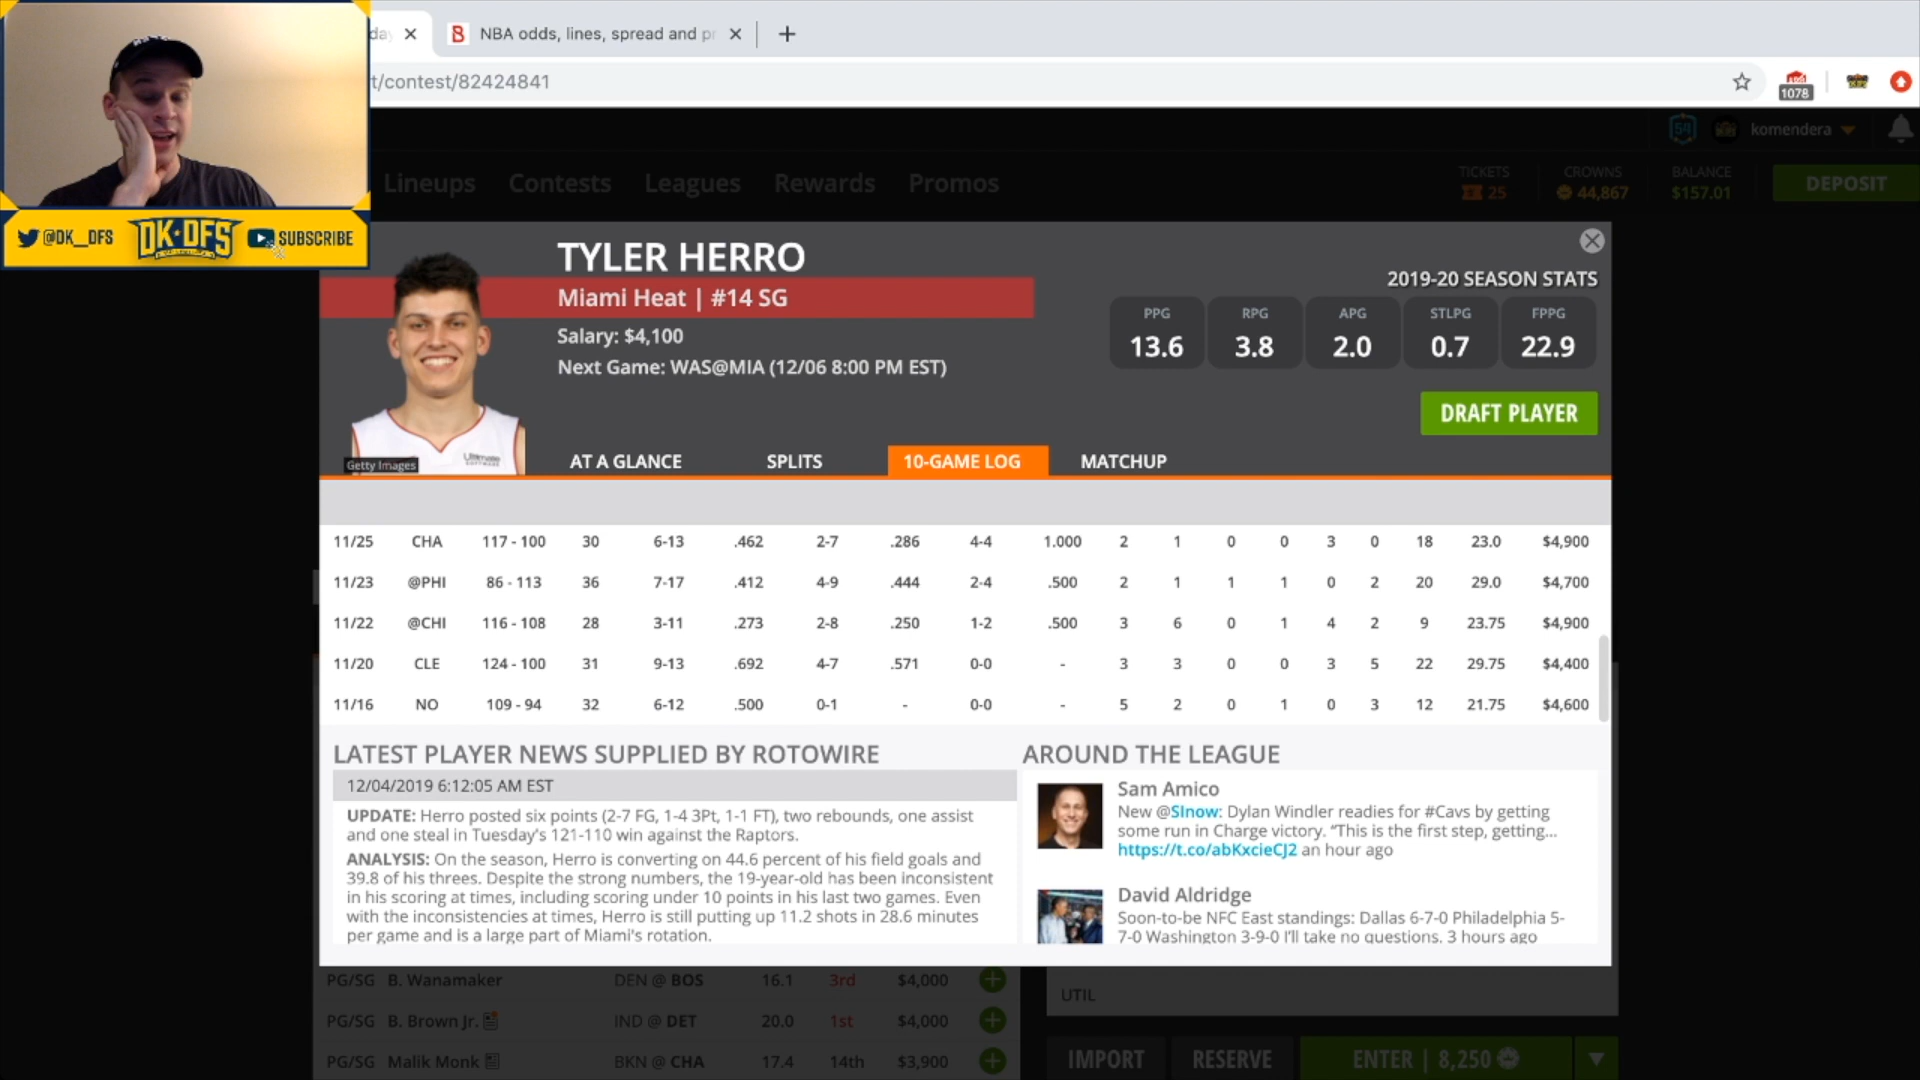 day
NBA odds, lines, spread and pr
t/contest/82424841
1078
54
komendera
Lineups Contests Leagues Rewards Promos
TICKETS
25
CROWNS
44,867
BALANCE
$157.01
DEPOSIT
@DK__DFS
DK★DFS
SUBSCRIBE
TYLER HERRO
Miami Heat | #14 SG
Salary: $4,100
Next Game: WAS@MIA (12/06 8:00 PM EST)
Getty Images
2019-20 SEASON STATS
PPG RPG APG STLPG FPPG
13.6 3.8 2.0 0.7 22.9
DRAFT PLAYER
AT A GLANCE SPLITS 10-GAME LOG MATCHUP
11/25 CHA 117 - 100 30 6-13 .462 2-7 .286 4-4 1.000 2 1 0 0 3 0 18 23.0 $4,900
11/23 @PHI 86 - 113 36 7-17 .412 4-9 .444 2-4 .500 2 1 1 1 0 2 20 29.0 $4,700
11/22 @CHI 116 - 108 28 3-11 .273 2-8 .250 1-2 .500 3 6 0 1 4 2 9 23.75 $4,900
11/20 CLE 124 - 100 31 9-13 .692 4-7 .571 0-0 - 3 3 0 0 3 5 22 29.75 $4,400
11/16 NO 109 - 94 32 6-12 .500 0-1 - 0-0 - 5 2 0 1 0 3 12 21.75 $4,600
LATEST PLAYER NEWS SUPPLIED BY ROTOWIRE
12/04/2019 6:12:05 AM EST
UPDATE: Herro posted six points (2-7 FG, 1-4 3Pt, 1-1 FT), two rebounds, one assist
and one steal in Tuesday's 121-110 win against the Raptors.
ANALYSIS: On the season, Herro is converting on 44.6 percent of his field goals and
39.8 of his threes. Despite the strong numbers, the 19-year-old has been inconsistent
in his scoring at times, including scoring under 10 points in his last two games. Even
with the inconsistencies at times, Herro is still putting up 11.2 shots in 28.6 minutes
per game and is a large part of Miami's rotation.
AROUND THE LEAGUE
Sam Amico
New @SInow: Dylan Windler readies for #Cavs by getting
some run in Charge victory. "This is the first step, getting...
https://t.co/abKxcieCJ2 an hour ago
David Aldridge
Soon-to-be NFC East standings: Dallas 6-7-0 Philadelphia 5-
7-0 Washington 3-9-0 I'll take no questions. 3 hours ago
PG/SG B. Wanamaker DEN @ BOS 16.1 3rd $4,000
PG/SG B. Brown Jr. IND @ DET 20.0 1st $4,000
PG/SG Malik Monk BKN @ CHA 17.4 14th $3,900
UTIL
IMPORT RESERVE ENTER | 8,250